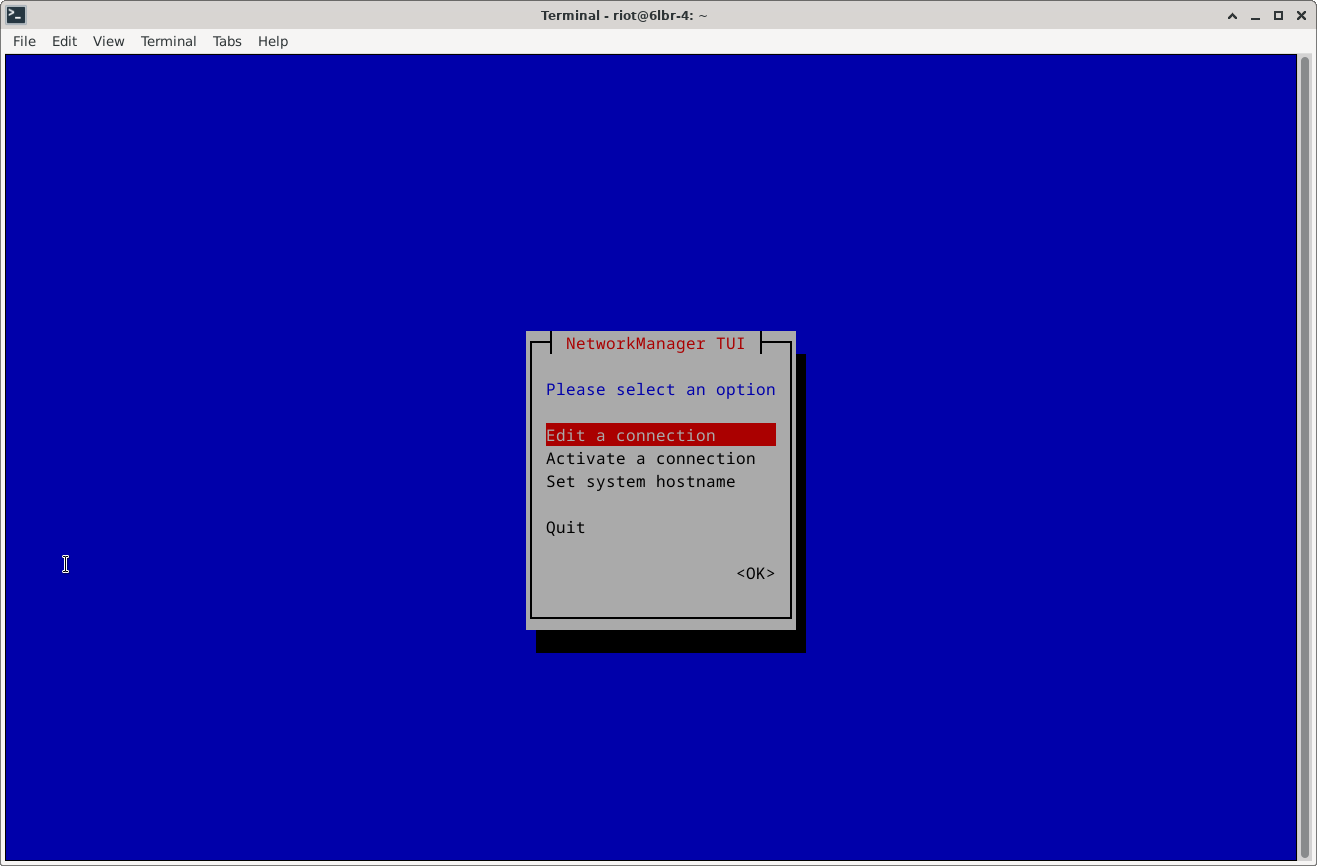 Terminal - riot@6lbr-4: ~
File Edit View Terminal Tabs Help
NetworkManager TUI
Please select an option
Edit a connection
Activate a connection
Set system hostname
Quit
<OK>